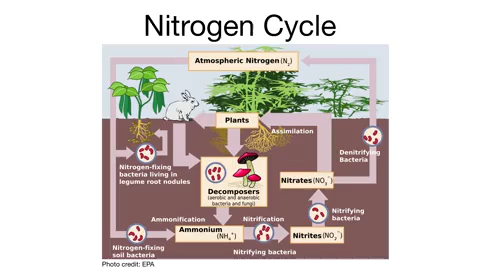 Nitrogen Cycle
Atmospheric Nitrogen (N₂)
Plants
Assimilation
Denitrifying
Bacteria
Nitrogen-fixing
bacteria living in
legume root nodules
Decomposers
(aerobic and anaerobic
bacteria and fungi)
Nitrates (NO₃⁻)
Nitrifying
bacteria
Ammonification
Nitrification
Ammonium
(NH₄⁺)
Nitrites (NO₂⁻)
Nitrogen-fixing
soil bacteria
Nitrifying bacteria
Photo credit: EPA